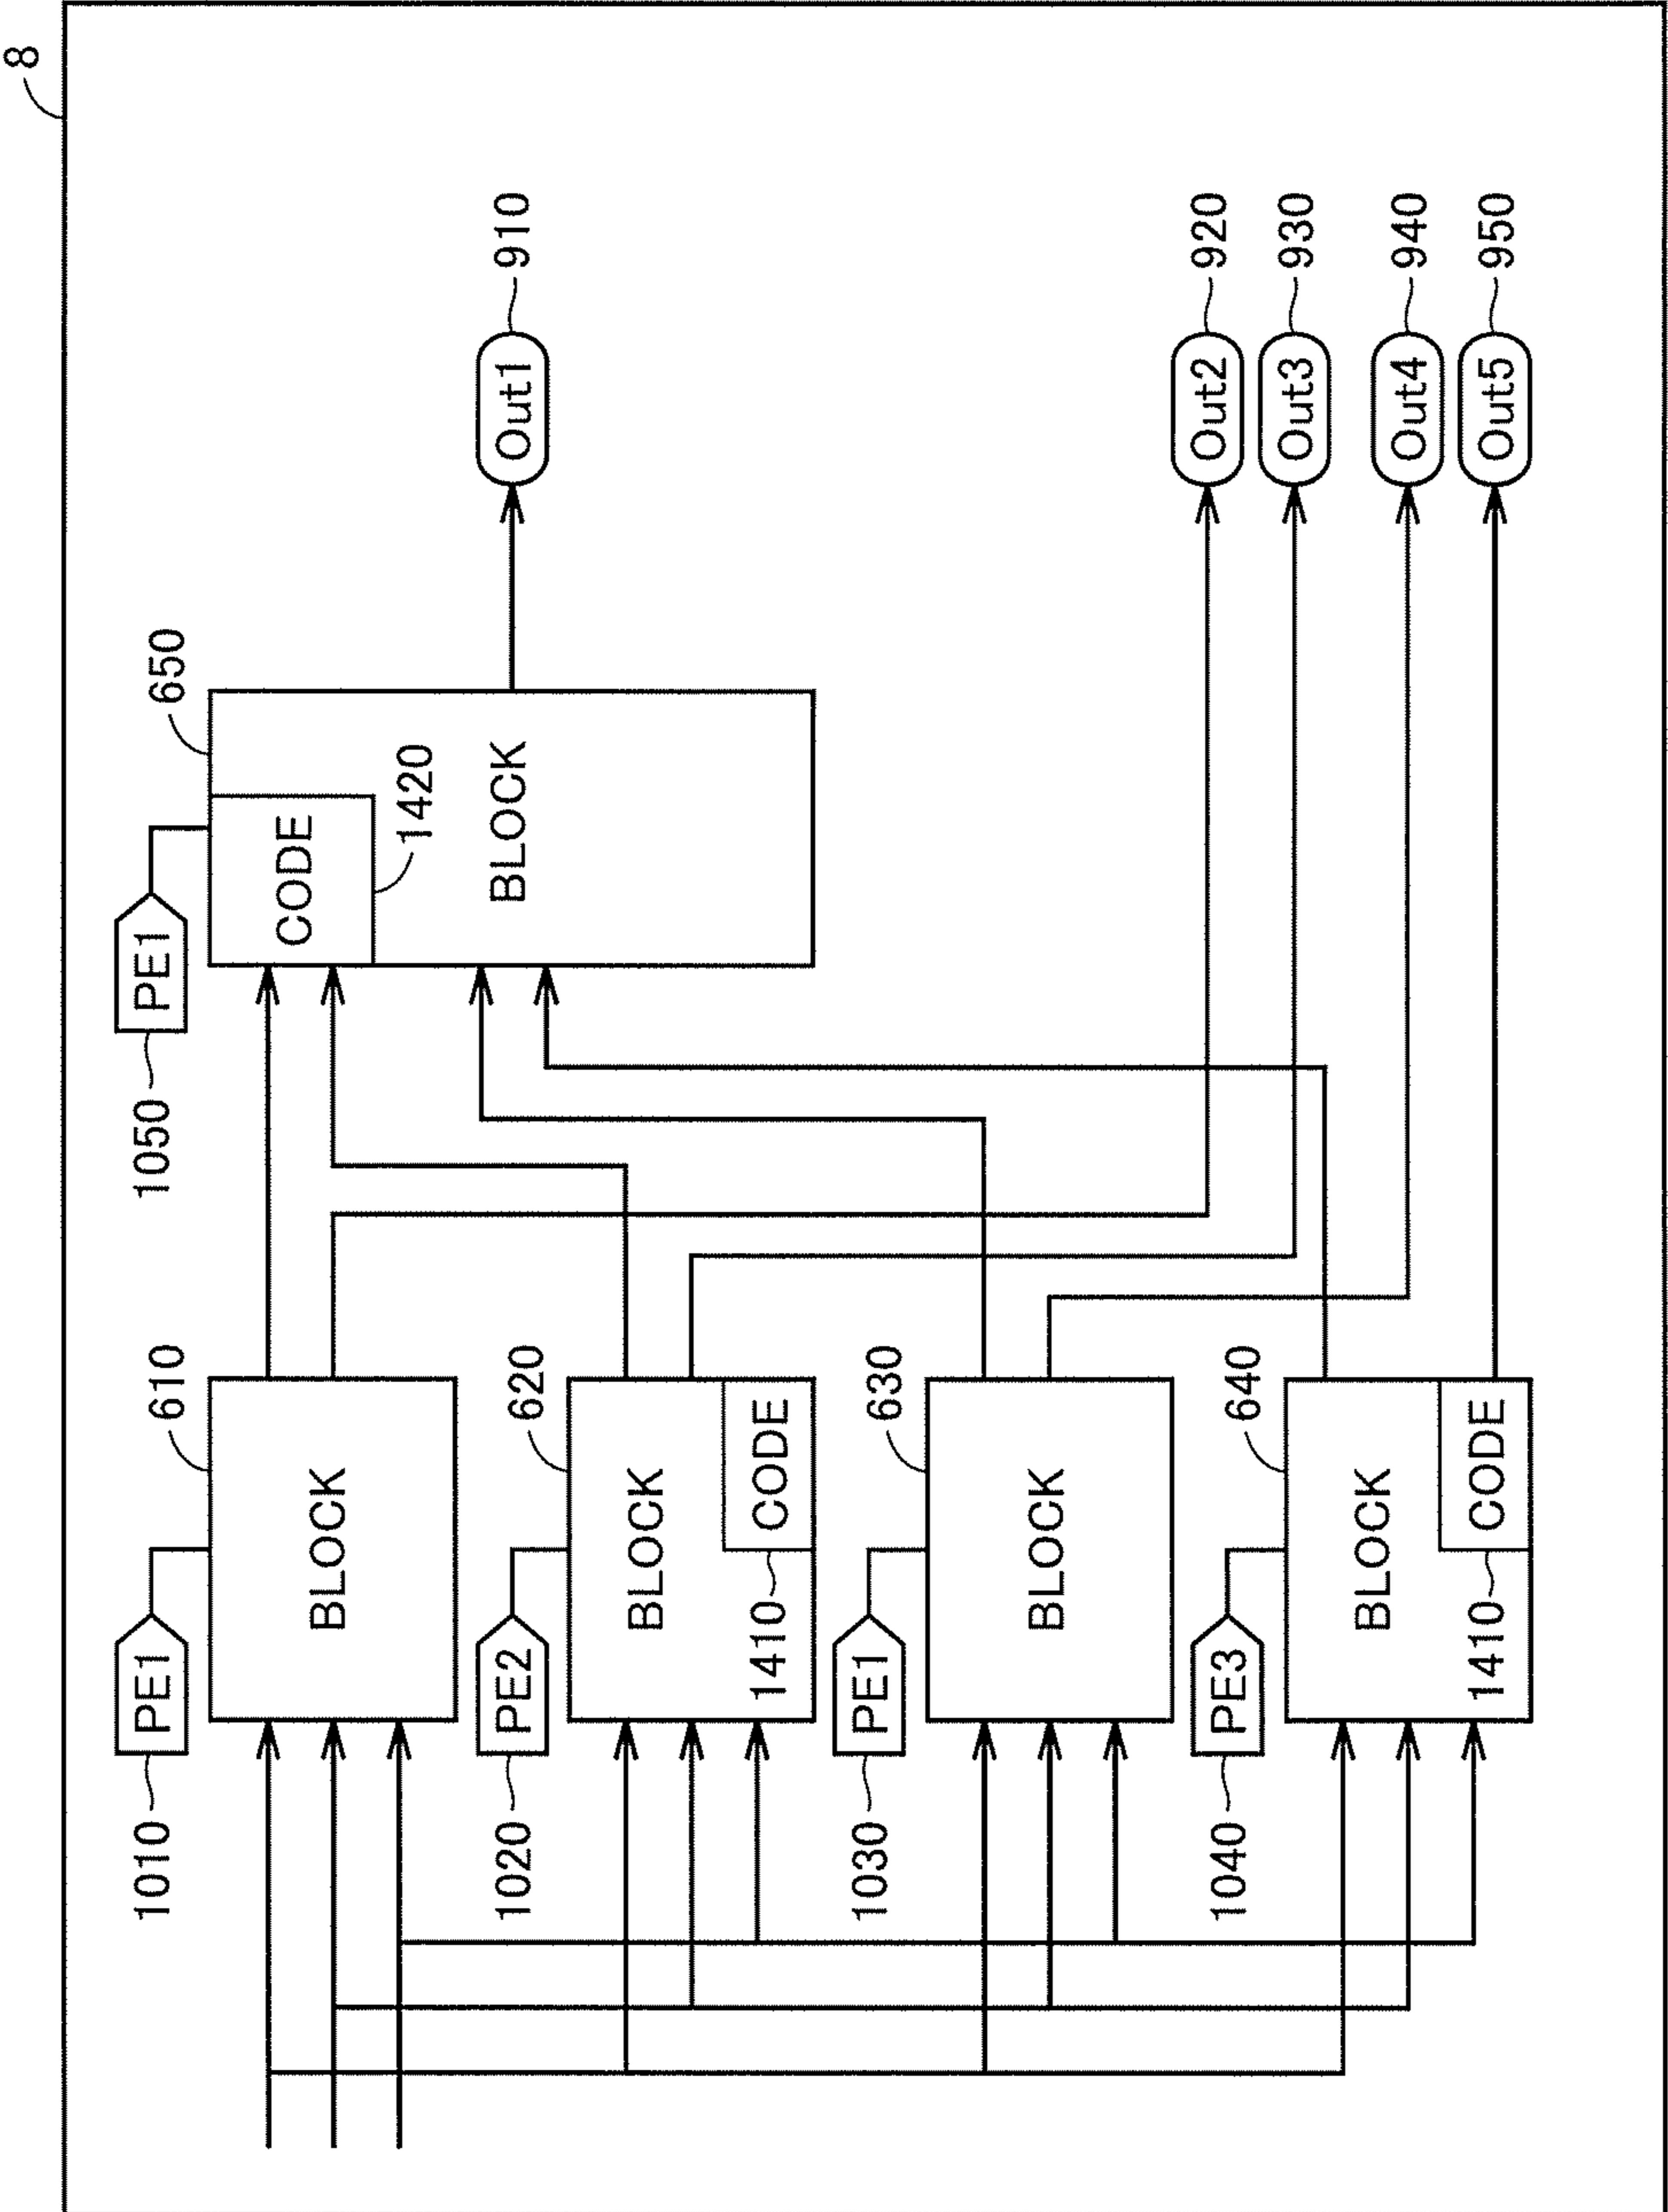 8
1010
PE1
610
BLOCK
1050
PE1
650
CODE
1420
BLOCK
Out1
910
1020
PE2
620
BLOCK
1410
CODE
1030
PE1
630
BLOCK
1040
PE3
640
BLOCK
1410
CODE
Out2
920
Out3
930
Out4
940
Out5
950